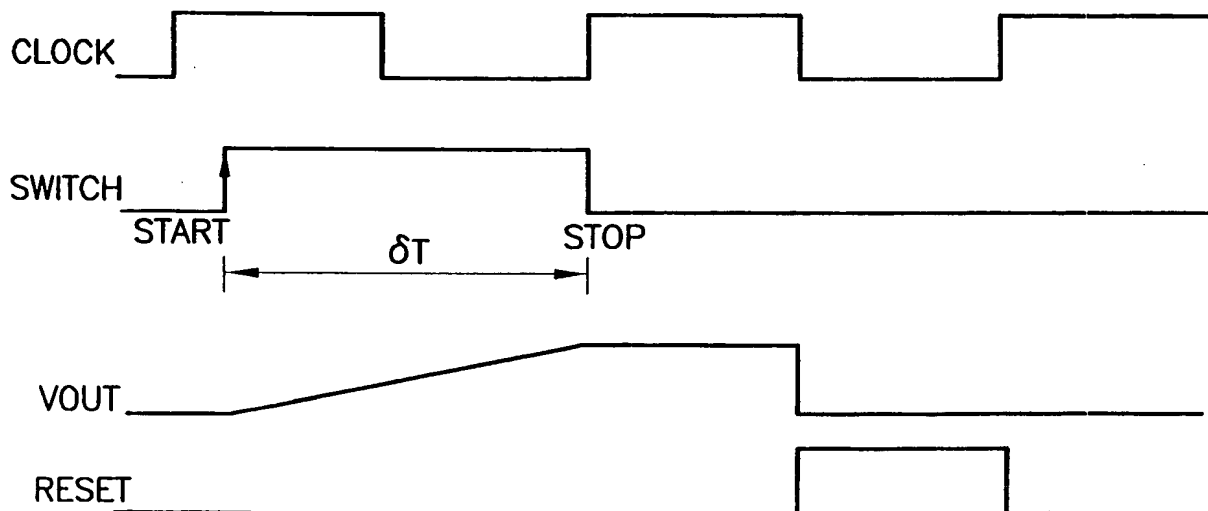 CLOCK
SWITCH
START
STOP
δT
VOUT
RESET